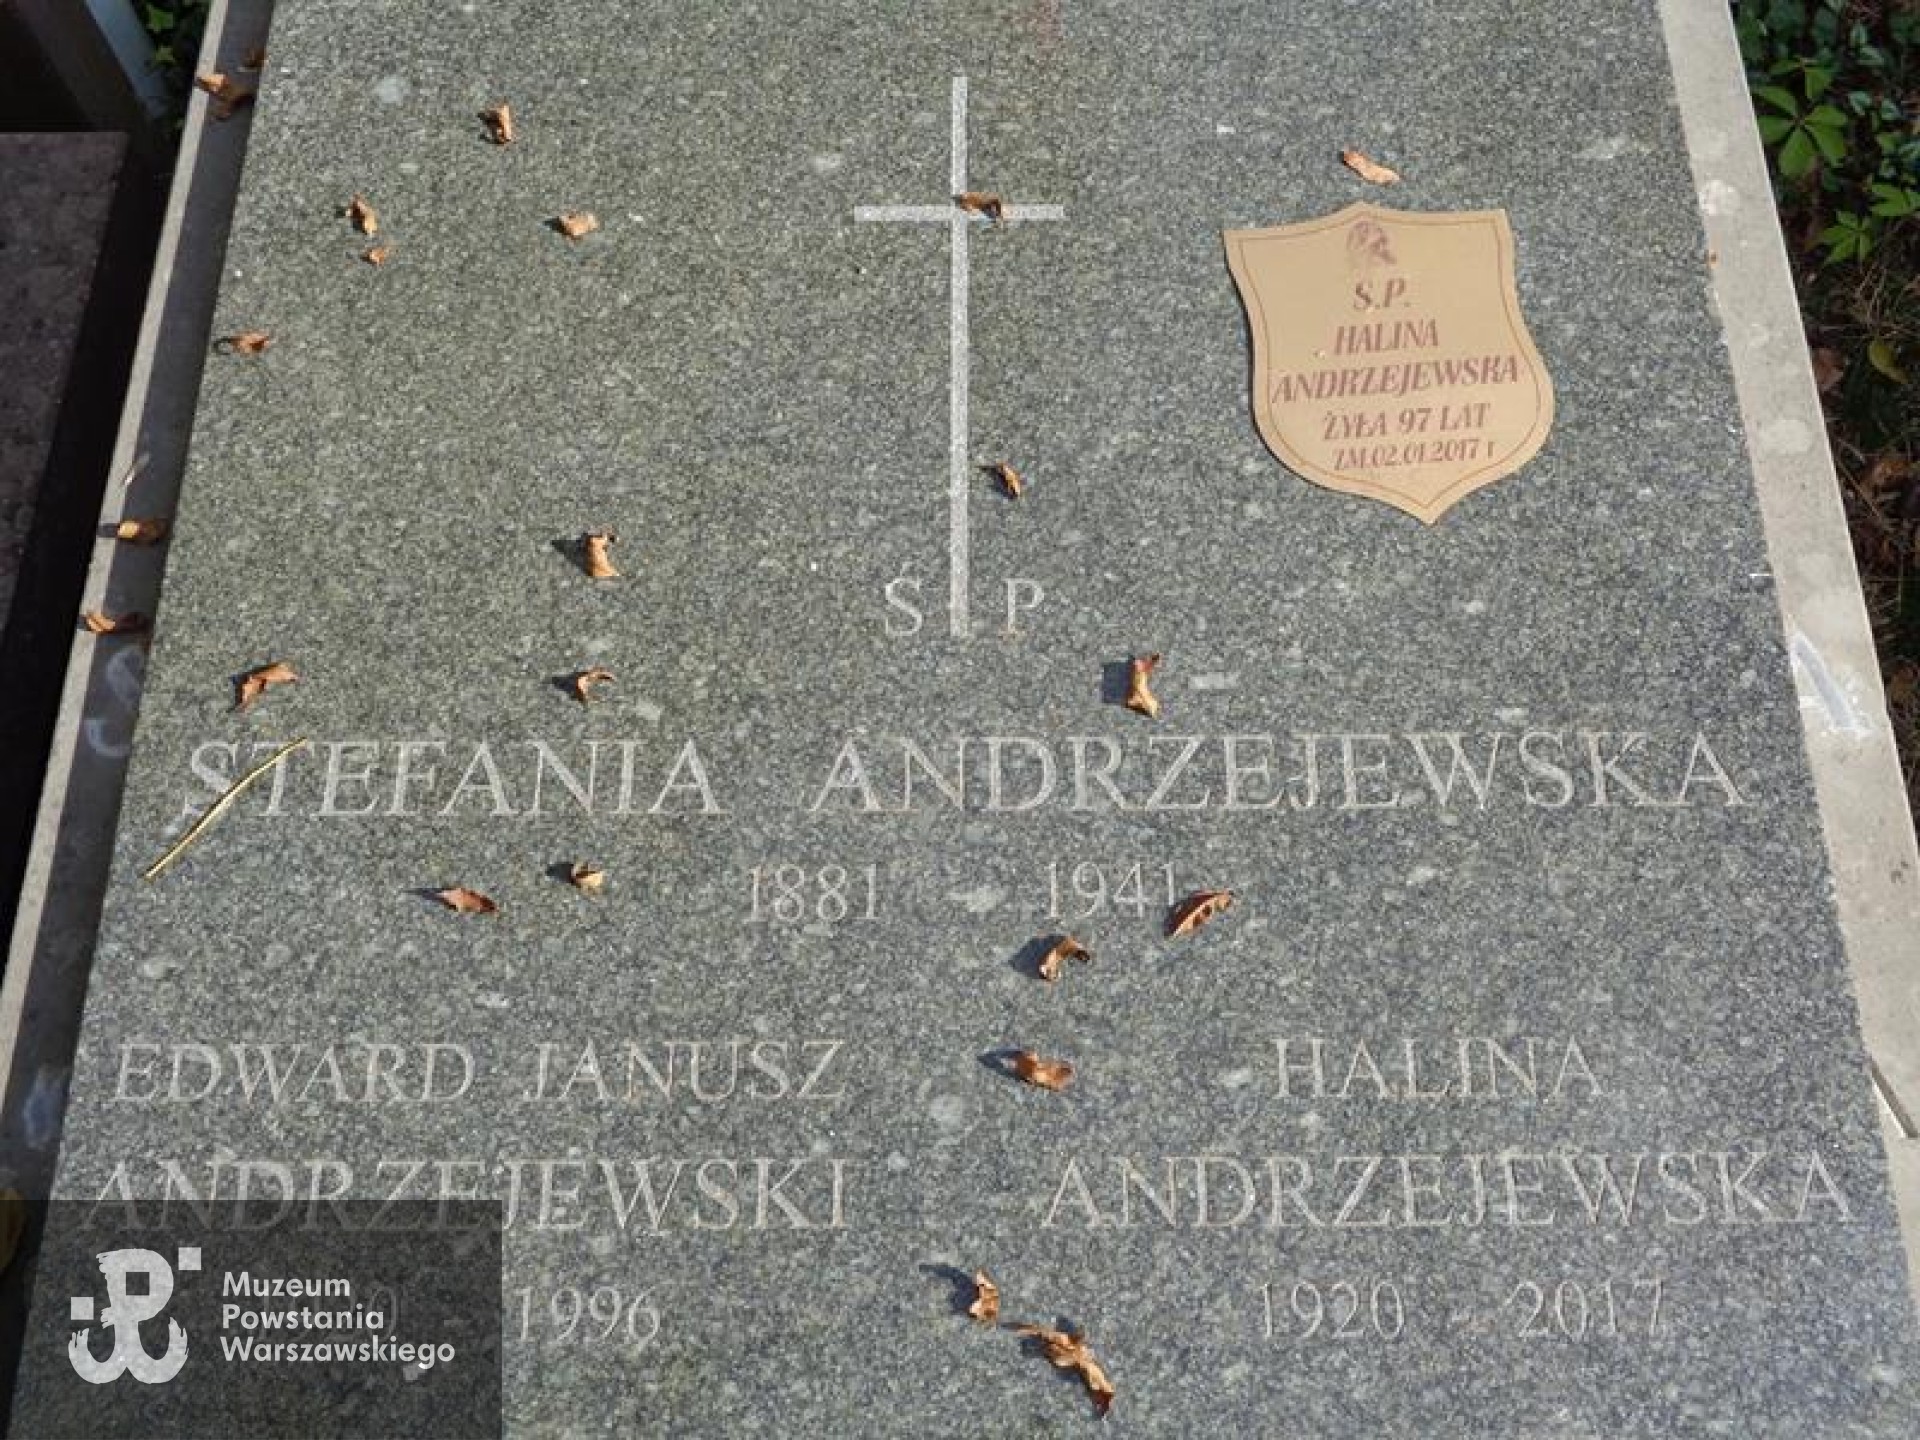 S.P.
HALINA
ANDRZEJEWSKA
ŻYŁA 97 LAT
ZM.02.01.2017 r
Ś P
STEFANIA ANDRZEJEWSKA
1881 - 1941
EDWARD JANUSZ
ANDRZEJEWSKI
1996
HALINA
ANDRZEJEWSKA
1920 - 2017
Muzeum
Powstania
Warszawskiego